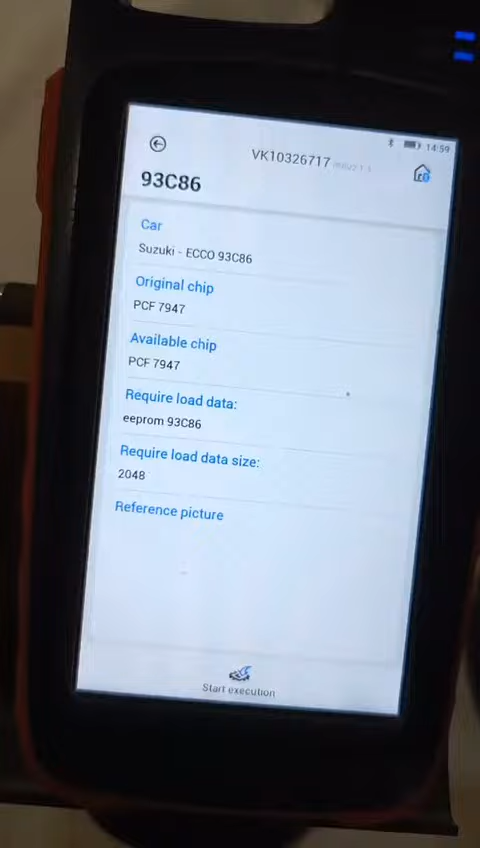 14:59
VK10326717
93C86
Car
Suzuki - ECCO 93C86
Original chip
PCF 7947
Available chip
PCF 7947
Require load data:
eeprom 93C86
Require load data size:
2048
Reference picture
Start execution